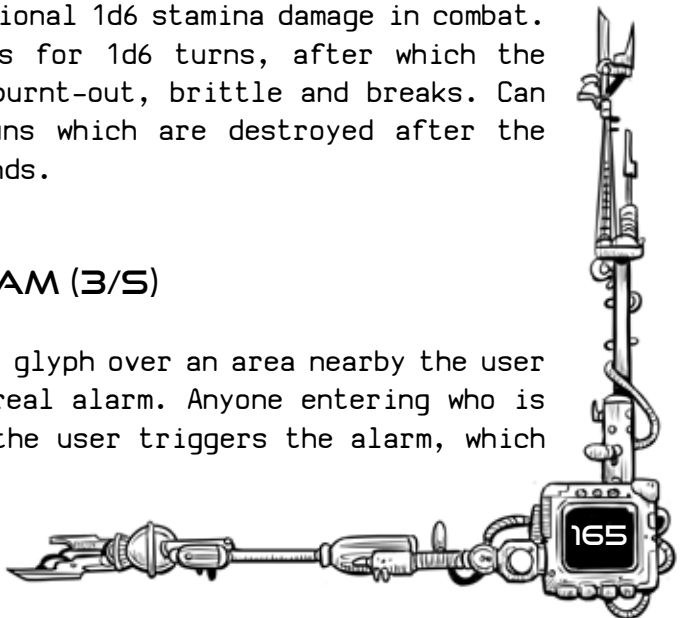 ional 1d6 stamina damage in combat.
s for 1d6 turns, after which the
burnt-out, brittle and breaks. Can
uns which are destroyed after the
nds.
AM (3/S)
glyph over an area nearby the user
real alarm. Anyone entering who is
the user triggers the alarm, which
165